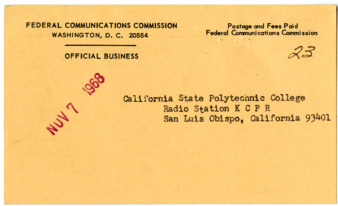 FEDERAL COMMUNICATIONS COMMISSION
WASHINGTON, D. C. 20554
OFFICIAL BUSINESS
Postage and Fees Paid
Federal Communications Commission
23
NOV 7 1968
California State Polytechnic College
Radio Station K C P R
San Luis Obispo, California 93401